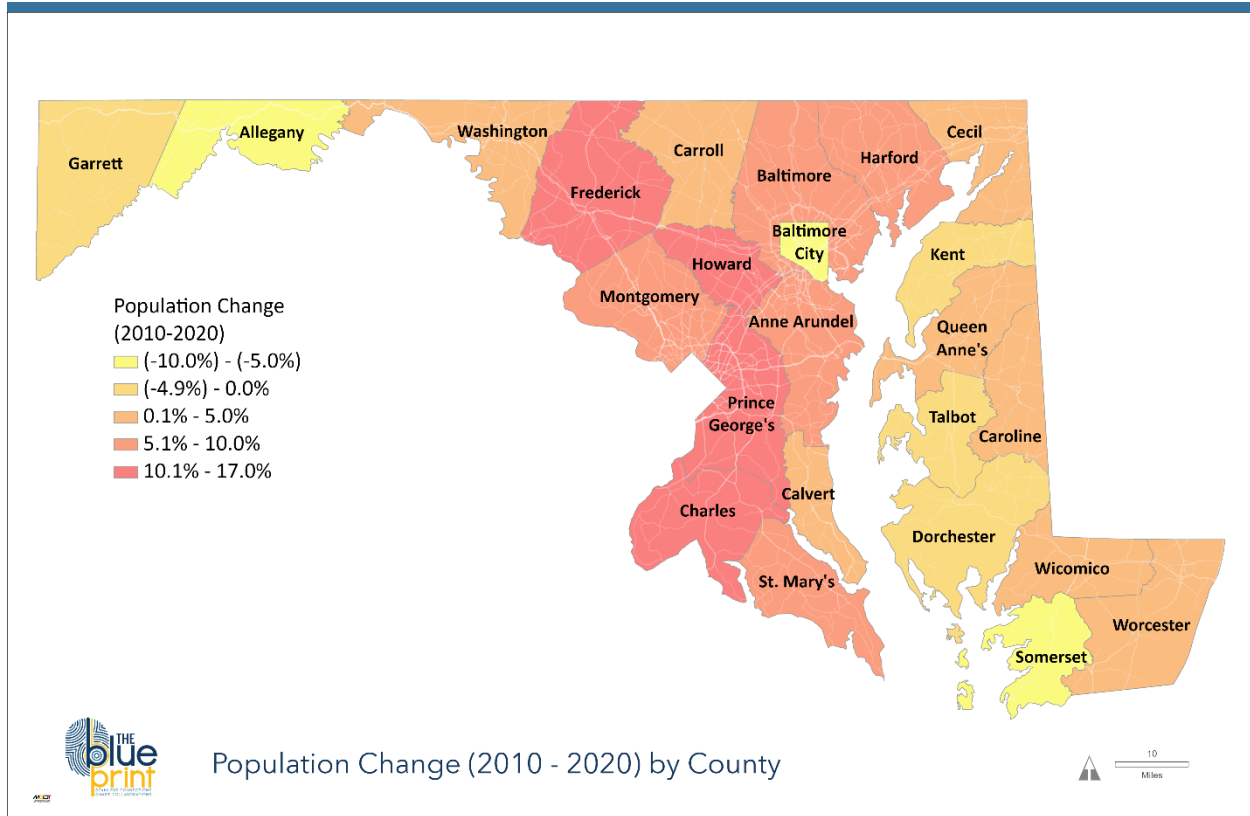 Garrett
Allegany
Washington
Frederick
Carroll
Baltimore
Harford
Cecil
Baltimore
City
Howard
Montgomery
Anne Arundel
Kent
Queen
Anne's
Talbot
Caroline
Prince
George's
Charles
Calvert
St. Mary's
Dorchester
Wicomico
Worcester
Somerset
Population Change
(2010-2020)
(-10.0%) - (-5.0%)
(-4.9%) - 0.0%
0.1% - 5.0%
5.1% - 10.0%
10.1% - 17.0%
THE
blue
print
Population Change (2010 - 2020) by County
10
Miles